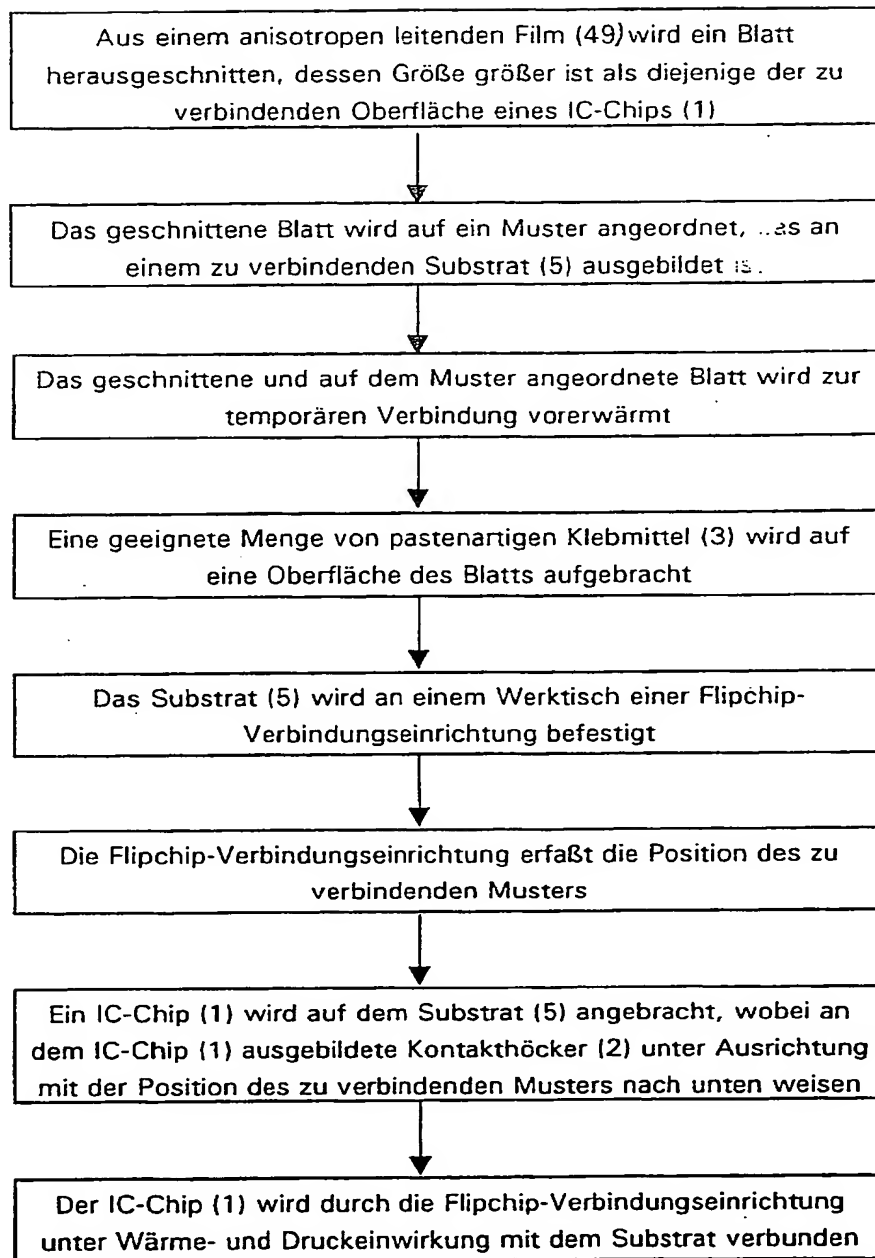 Aus einem anisotropen leitenden Film (49) wird ein Blatt
herausgeschnitten, dessen Größe größer ist als diejenige der zu
verbindenden Oberfläche eines IC-Chips (1)
Das geschnittene Blatt wird auf ein Muster angeordnet, an
einem zu verbindenden Substrat (5) ausgebildet
Das geschnittene und auf dem Muster angeordnete Blatt wird zur
temporären Verbindung vorerwärmt
Eine geeignete Menge von pastenartigen Klebmittel (3) wird auf
eine Oberfläche des Blatts aufgebracht
Das Substrat (5) wird an einem Werktisch einer Flipchip-
Verbindungseinrichtung befestigt
Die Flipchip-Verbindungseinrichtung erfaßt die Position des zu
verbindenden Musters
Ein IC-Chip (1) wird auf dem Substrat (5) angebracht, wobei an
dem IC-Chip (1) ausgebildete Kontakthöcker (2) unter Ausrichtung
mit der Position des zu verbindenden Musters nach unten weisen
Der IC-Chip (1) wird durch die Flipchip-Verbindungseinrichtung
unter Wärme- und Druckeinwirkung mit dem Substrat verbunden